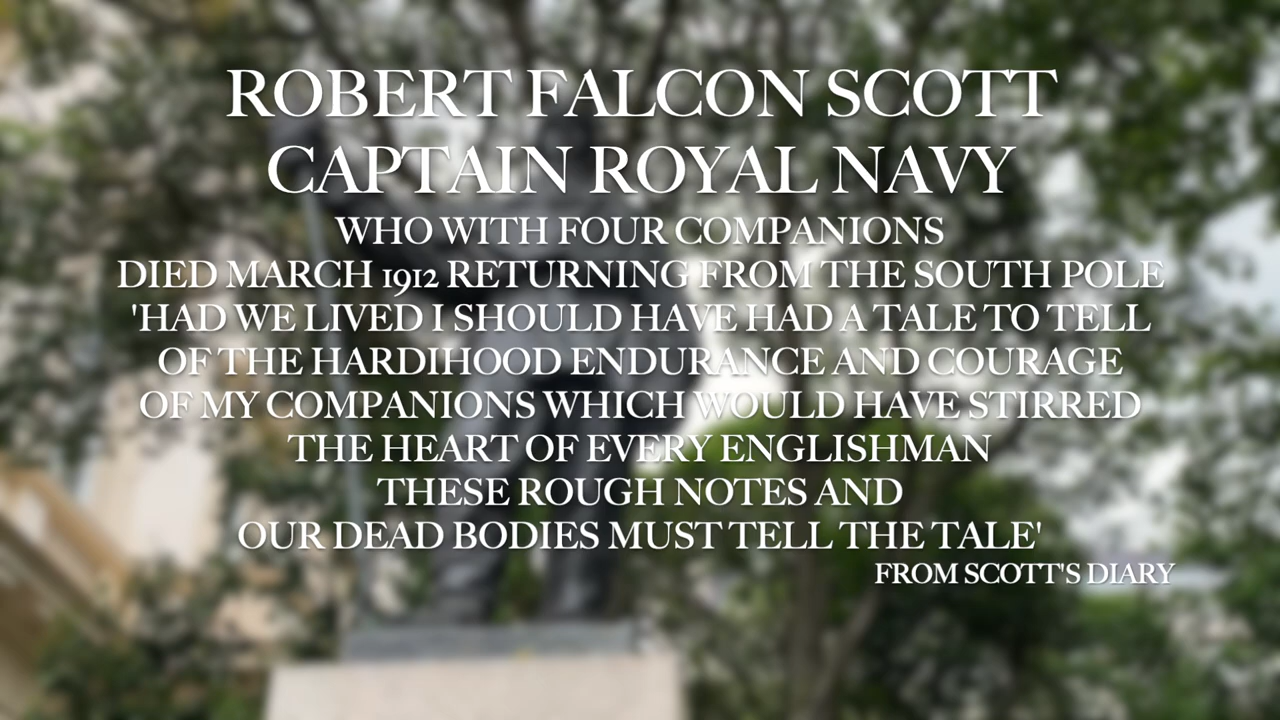 ROBERT FALCON SCOTT
CAPTAIN ROYAL NAVY
WHO WITH FOUR COMPANIONS
DIED MARCH 1912 RETURNING FROM THE SOUTH POLE
'HAD WE LIVED I SHOULD HAVE HAD A TALE TO TELL
OF THE HARDIHOOD ENDURANCE AND COURAGE
OF MY COMPANIONS WHICH WOULD HAVE STIRRED
THE HEART OF EVERY ENGLISHMAN
THESE ROUGH NOTES AND
OUR DEAD BODIES MUST TELL THE TALE'
FROM SCOTT'S DIARY